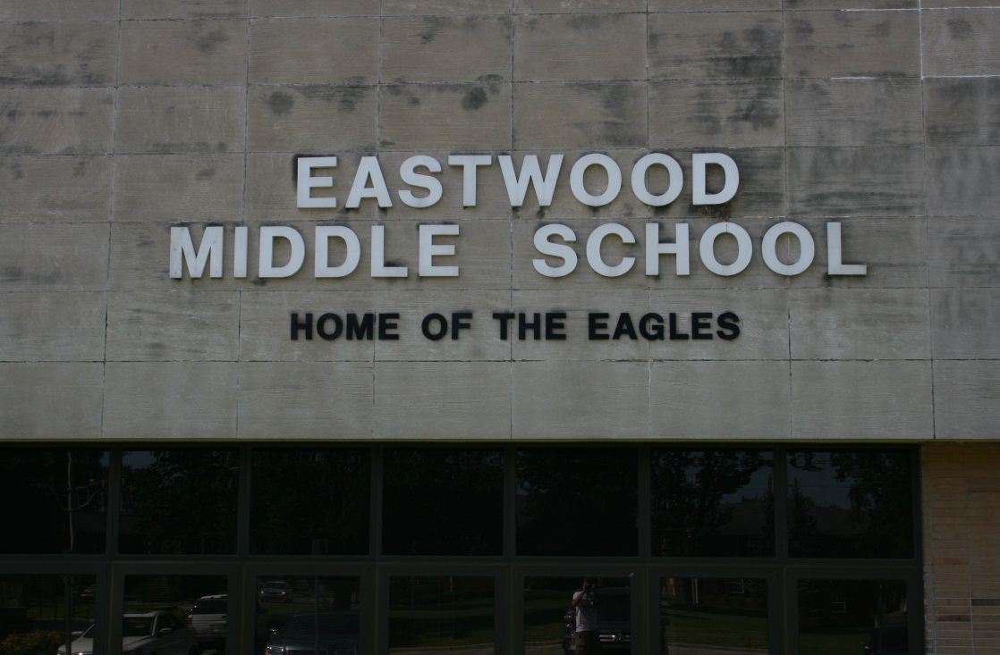 EASTWOOD
MIDDLE SCHOOL
HOME OF THE EAGLES